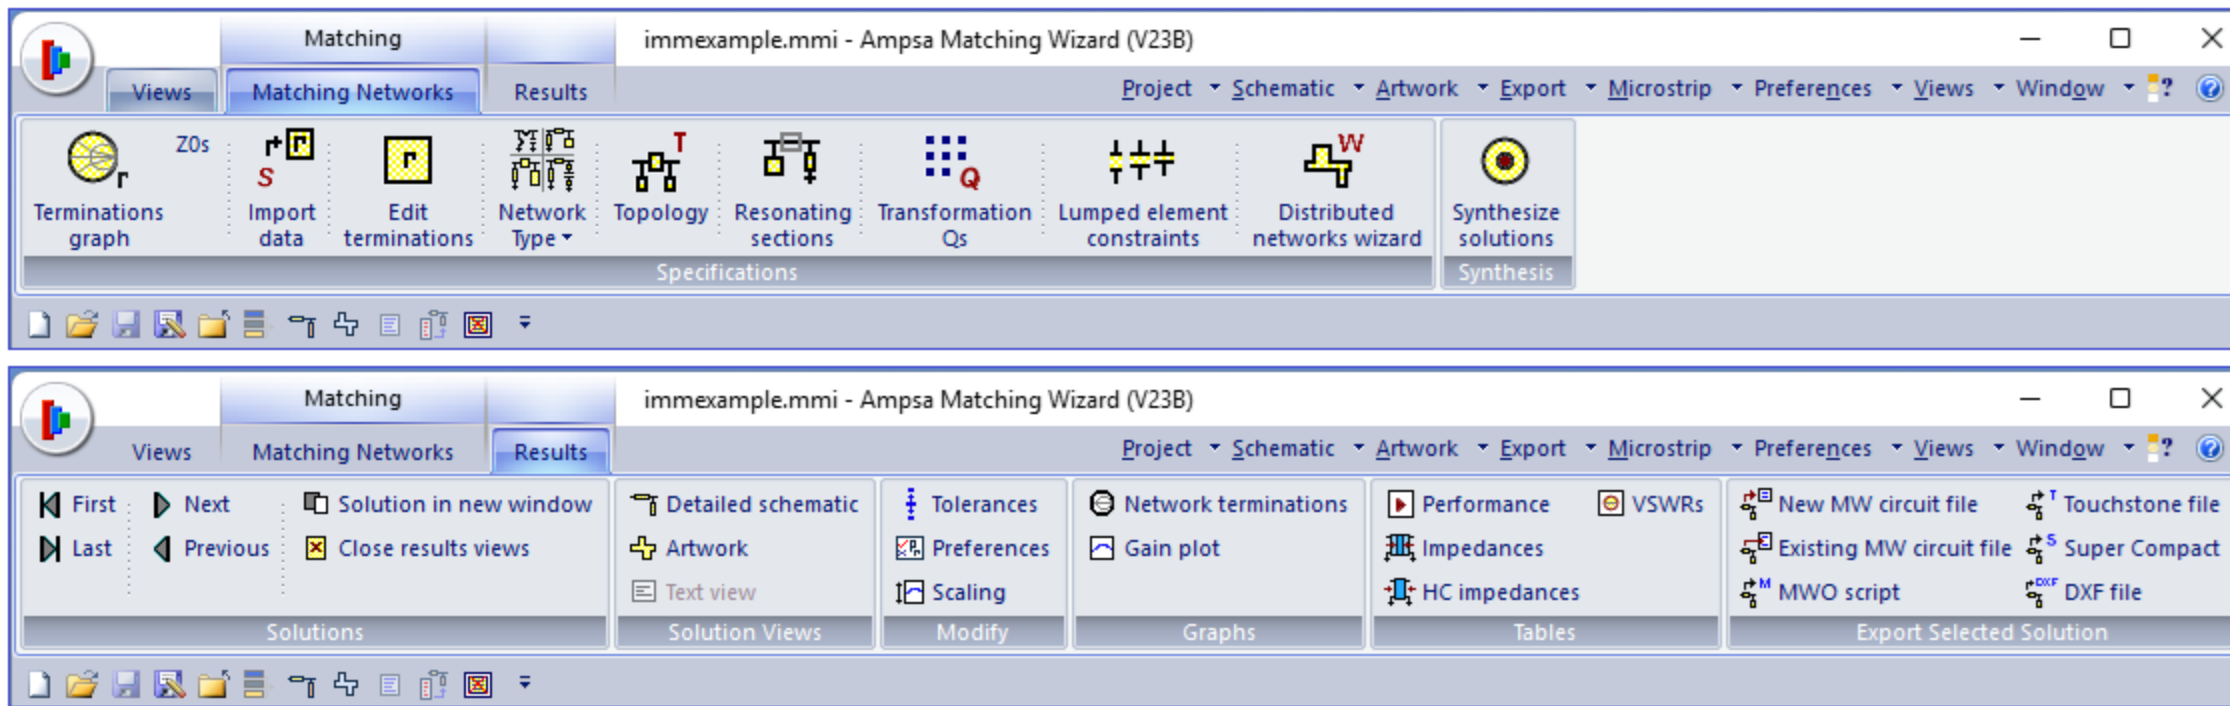 Matching
immexample.mmi - Ampsa Matching Wizard (V23B)
Views Matching Networks Results Project Schematic Artwork Export Microstrip Preferences Views Window ?
Z0s
r S r r T Q W
Terminations graph
Import data
Edit terminations
Network Type
Topology
Resonating sections
Transformation Qs
Lumped element constraints
Distributed networks wizard
Synthesize solutions
Specifications Synthesis
Matching
immexample.mmi - Ampsa Matching Wizard (V23B)
Views Matching Networks Results Project Schematic Artwork Export Microstrip Preferences Views Window ?
First Next Solution in new window Detailed schematic Tolerances Network terminations Performance VSWRs New MW circuit file T Touchstone file
Last Previous Close results views Artwork Preferences Gain plot Impedances Existing MW circuit file S Super Compact
Text view Scaling HC impedances M MWO script DXF DXF file
Solutions Solution Views Modify Graphs Tables Export Selected Solution